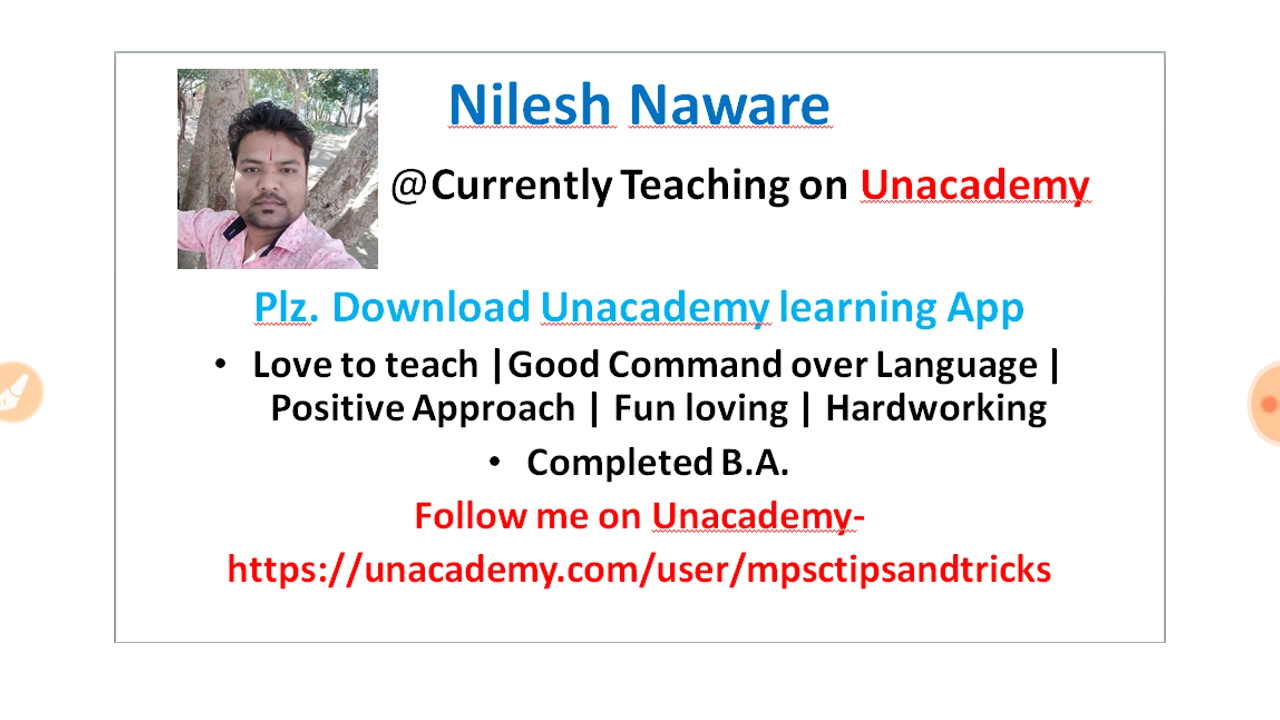 Nilesh Naware
@Currently Teaching on Unacademy
Plz. Download Unacademy learning App
• Love to teach |Good Command over Language |
Positive Approach | Fun loving | Hardworking
• Completed B.A.
Follow me on Unacademy-
https://unacademy.com/user/mpsctipsandtricks